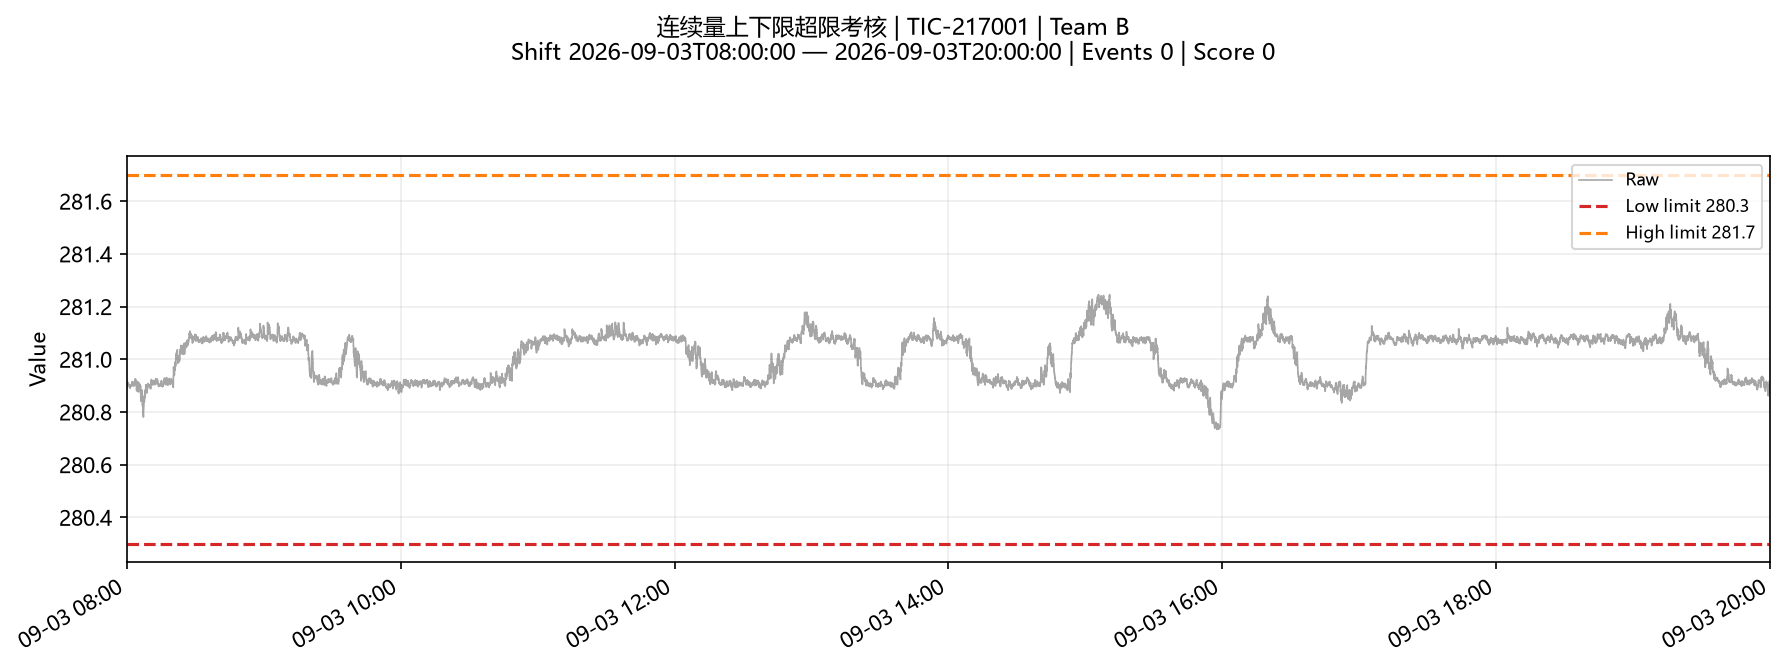 连续量上下限超限考核 | TIC-217001 | Team B
Shift 2026-09-03T08:00:00 — 2026-09-03T20:00:00 | Events 0 | Score 0
Raw
Low limit 280.3
High limit 281.7
Value
281.6
281.4
281.2
281.0
280.8
280.6
280.4
09-03 08:00
09-03 10:00
09-03 12:00
09-03 14:00
09-03 16:00
09-03 18:00
09-03 20:00